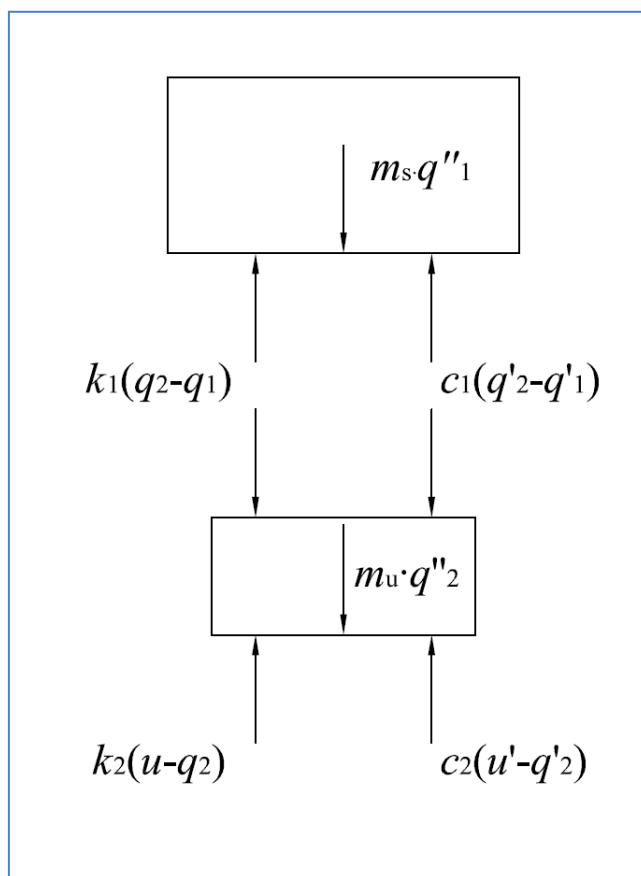 mₛ·q''₁
k₁(q₂-q₁)
c₁(q'₂-q'₁)
mᵤ·q''₂
k₂(u-q₂)
c₂(u'-q'₂)